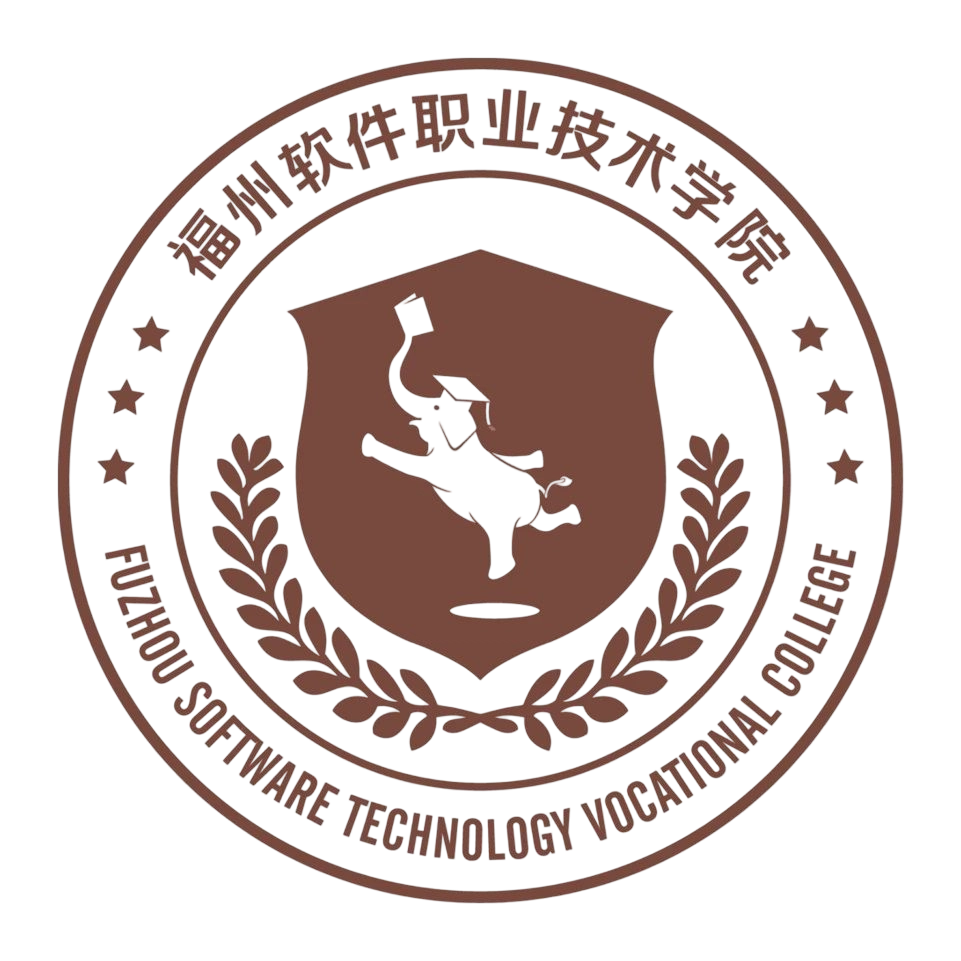 福州软件职业技术学院
FUZHOU SOFTWARE TECHNOLOGY VOCATIONAL COLLEGE